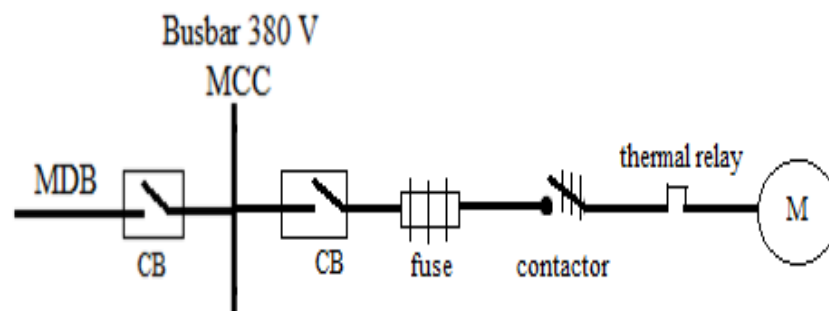 Busbar 380 V
MCC
MDB
CB
CB
fuse
contactor
thermal relay
M